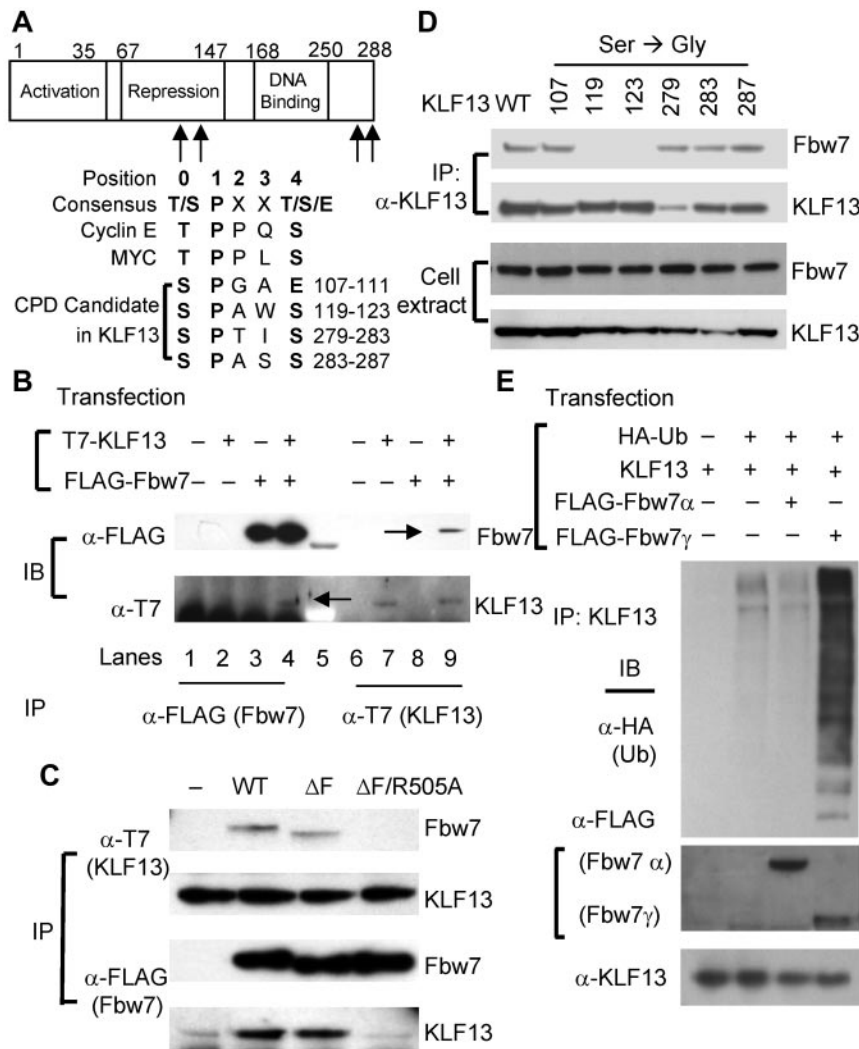 A
1 35 67 147 168 250 288
Activation Repression DNA Binding
Position 0 1 2 3 4
Consensus T/S P X X T/S/E
Cyclin E T P P Q S
MYC T P P L S
CPD Candidate in KLF13
S P G A E 107-111
S P A W S 119-123
S P T I S 279-283
S P A S S 283-287
B
Transfection
T7-KLF13 – + – + – + – +
FLAG-Fbw7 – – + + – – + +
IB
α-FLAG Fbw7
α-T7 KLF13
Lanes 1 2 3 4 5 6 7 8 9
IP α-FLAG (Fbw7) α-T7 (KLF13)
C
– WT ΔF ΔF/R505A
IP
α-T7 (KLF13)
Fbw7
KLF13
α-FLAG (Fbw7)
Fbw7
KLF13
D
Ser → Gly
KLF13 WT 107 119 123 279 283 287
IP: α-KLF13
Fbw7
KLF13
Cell extract
Fbw7
KLF13
E
Transfection
HA-Ub – + + +
KLF13 + + + +
FLAG-Fbw7α – – + –
FLAG-Fbw7γ – – – +
IP: KLF13
IB
α-HA (Ub)
α-FLAG
(Fbw7 α)
(Fbw7γ)
α-KLF13